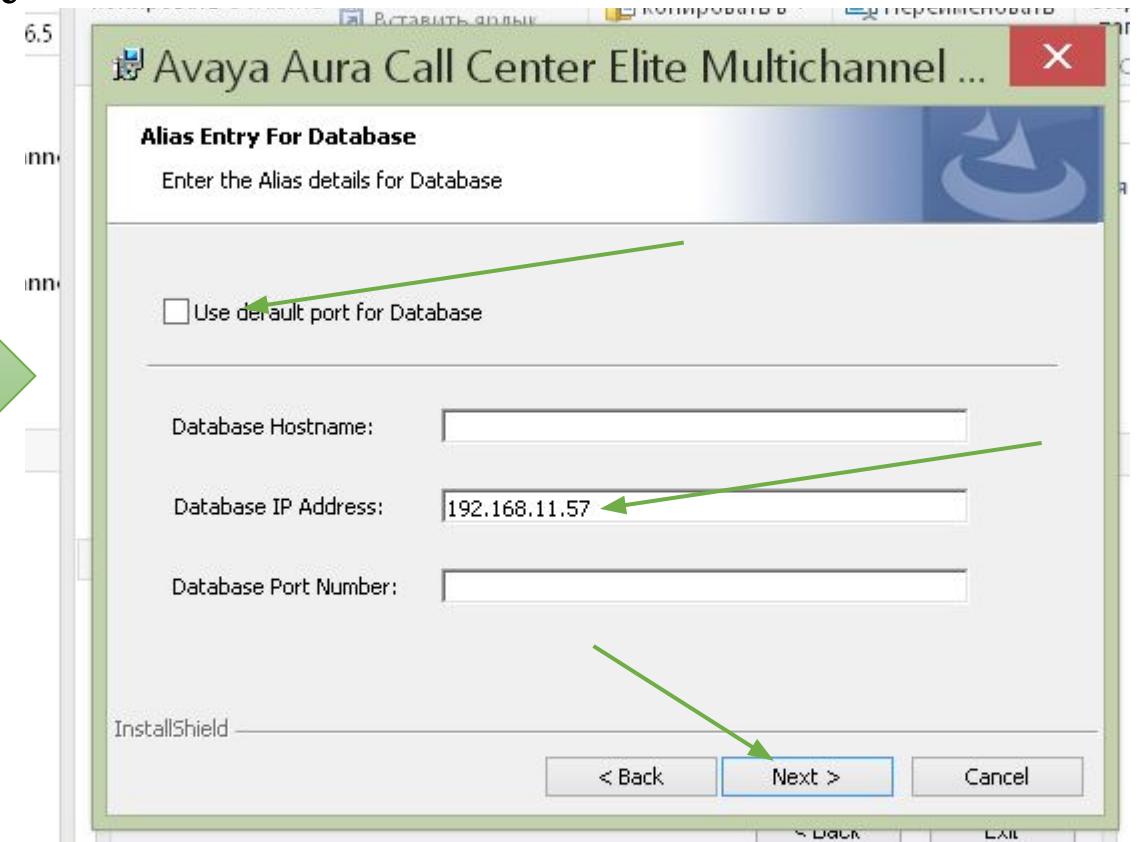 6.5
Вставить ярлык
Копировать в
Переименовать
Avaya Aura Call Center Elite Multichannel ...
Alias Entry For Database
Enter the Alias details for Database
Use default port for Database
Database Hostname:
Database IP Address:
192.168.11.57
Database Port Number:
InstallShield
< Back
Next >
Cancel
< Back
Exit